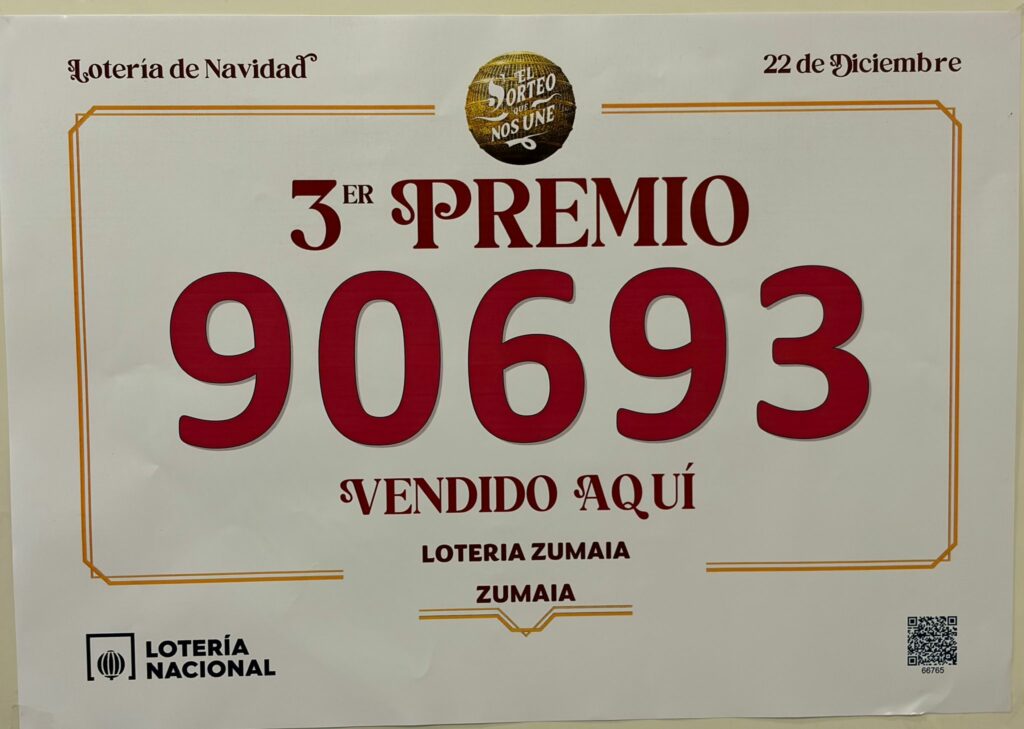 Lotería de Navidad
22 de Diciembre
EL
SORTEO
QUE
NOS UNE
3ER PREMIO
90693
VENDIDO AQUÍ
LOTERIA ZUMAIA
ZUMAIA
LOTERÍA
NACIONAL
66765